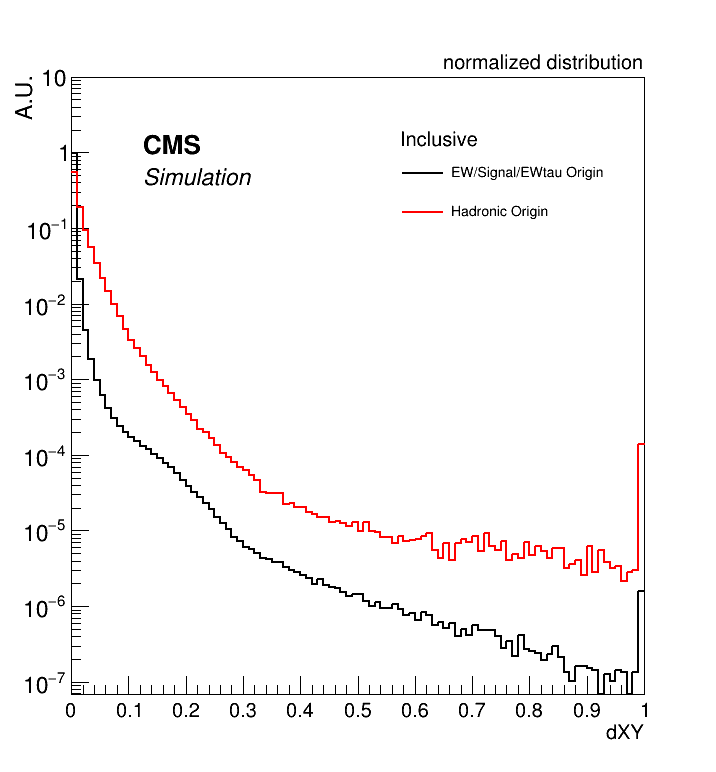 normalized distribution
A.U.
10
1
10⁻¹
10⁻²
10⁻³
10⁻⁴
10⁻⁵
10⁻⁶
10⁻⁷
CMS
Simulation
Inclusive
EW/Signal/EWtau Origin
Hadronic Origin
0 0.1 0.2 0.3 0.4 0.5 0.6 0.7 0.8 0.9 1
dXY